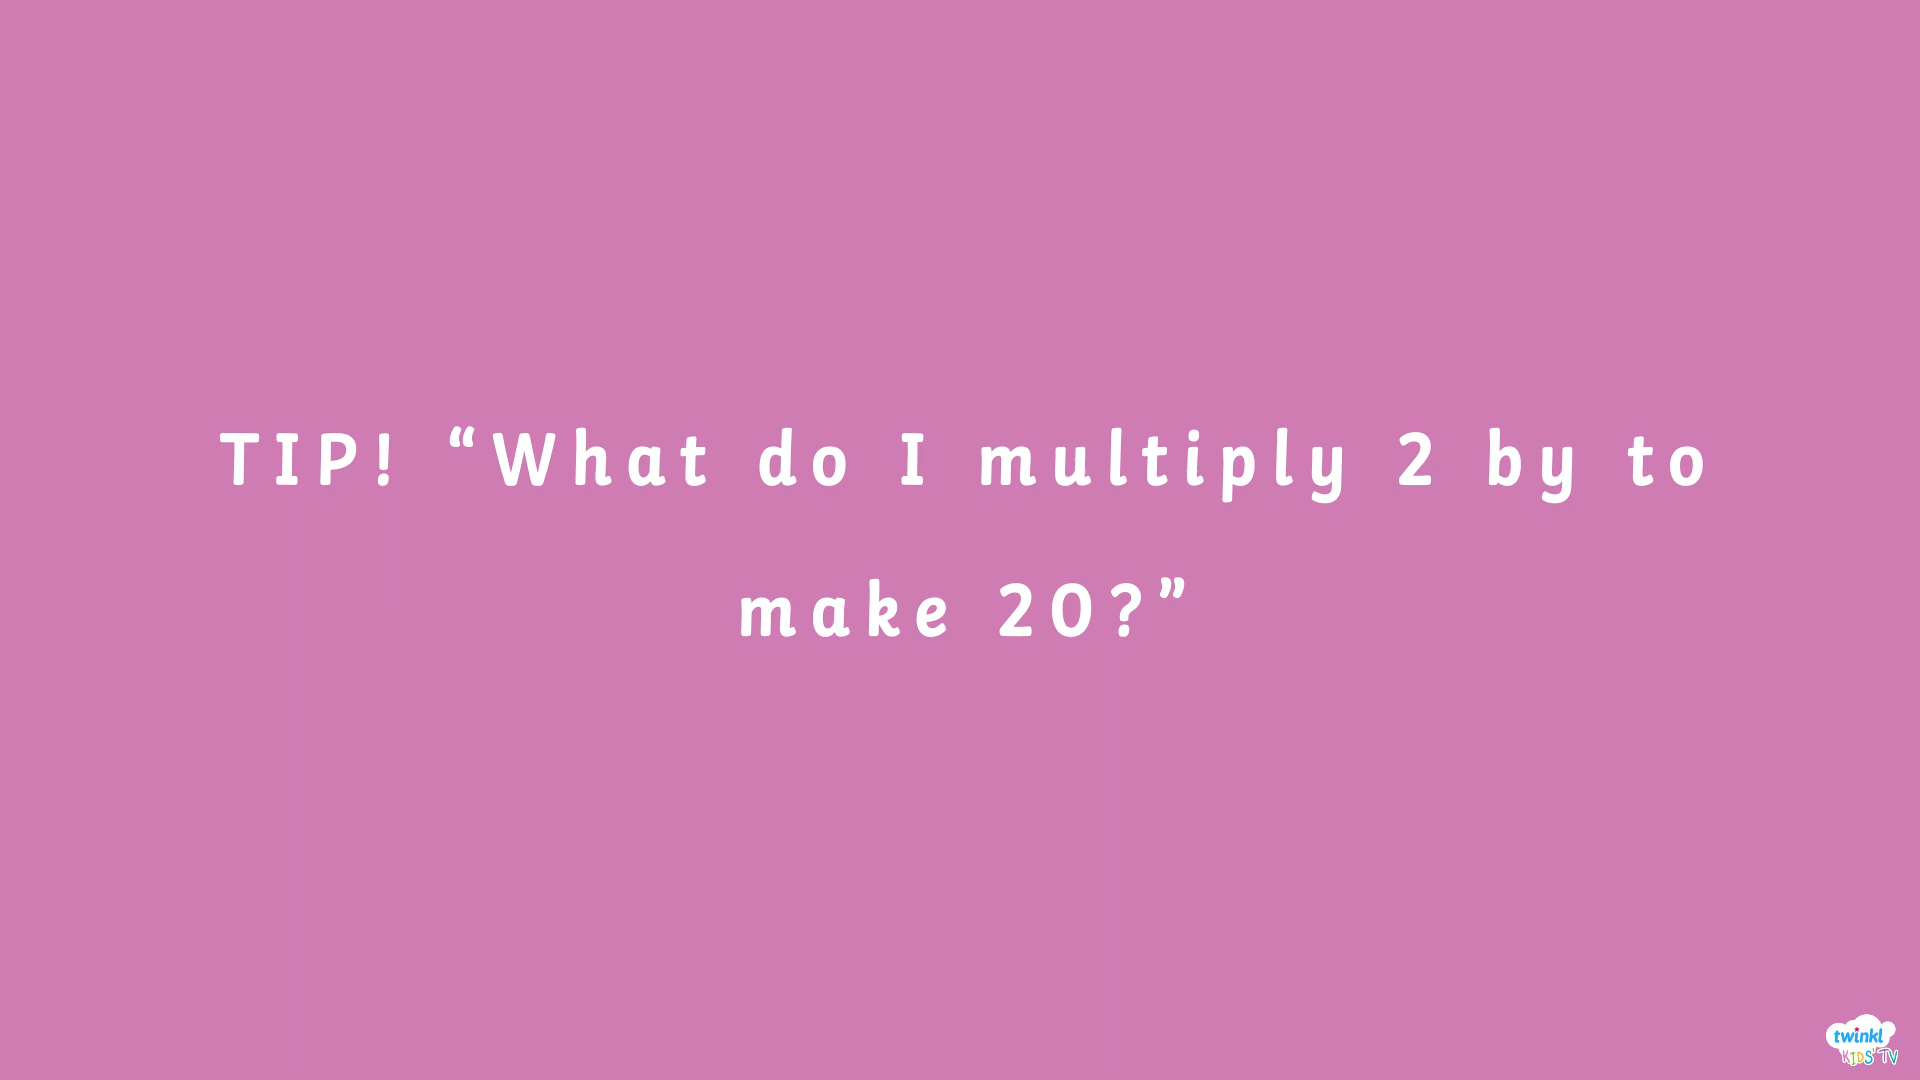 TIP! “What do I multiply 2 by to
make 20?”
twinkl
KIDS' TV